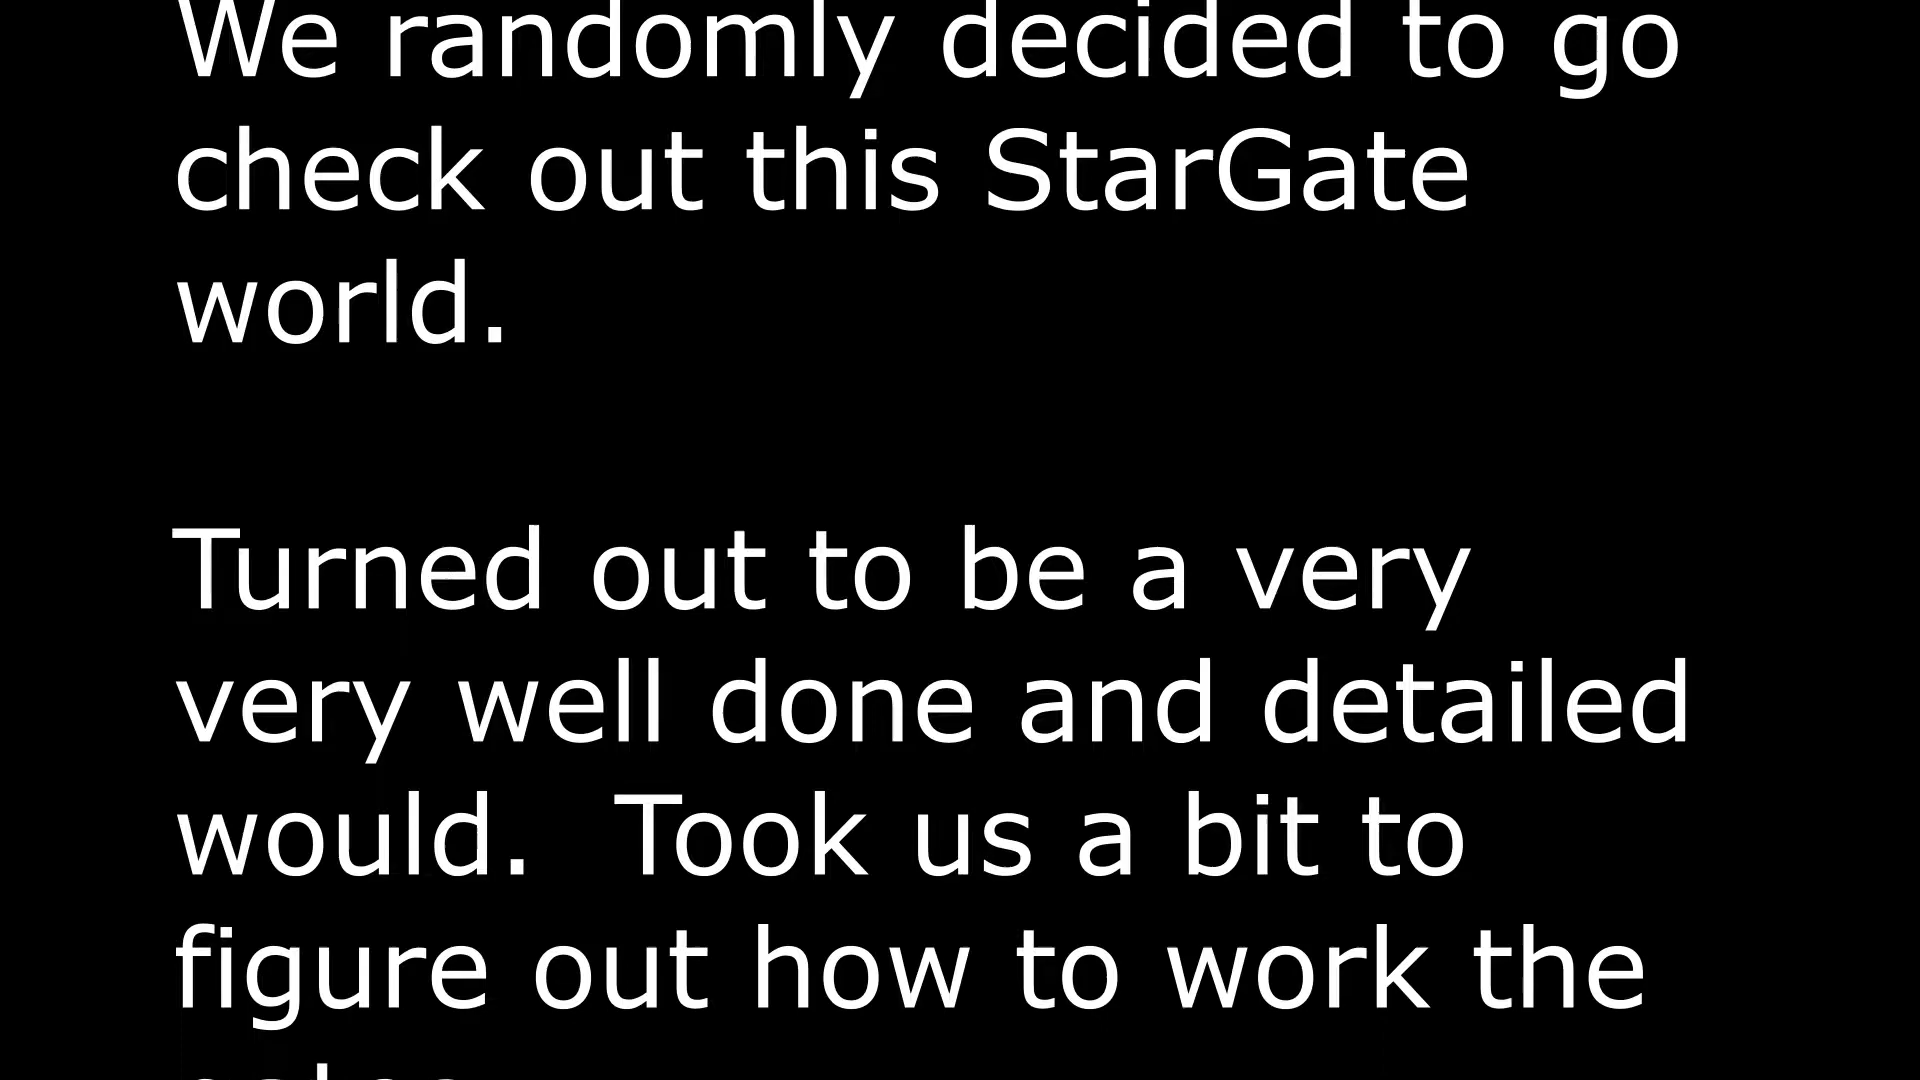 We randomly decided to go
check out this StarGate
world.
Turned out to be a very
very well done and detailed
would.  Took us a bit to
figure out how to work the